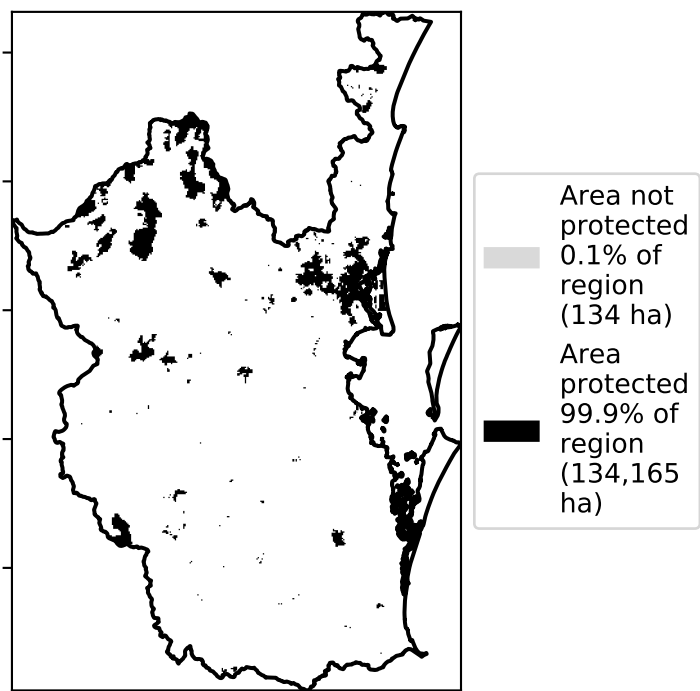 Area not
protected
0.1% of
region
(134 ha)
Area
protected
99.9% of
region
(134,165
ha)